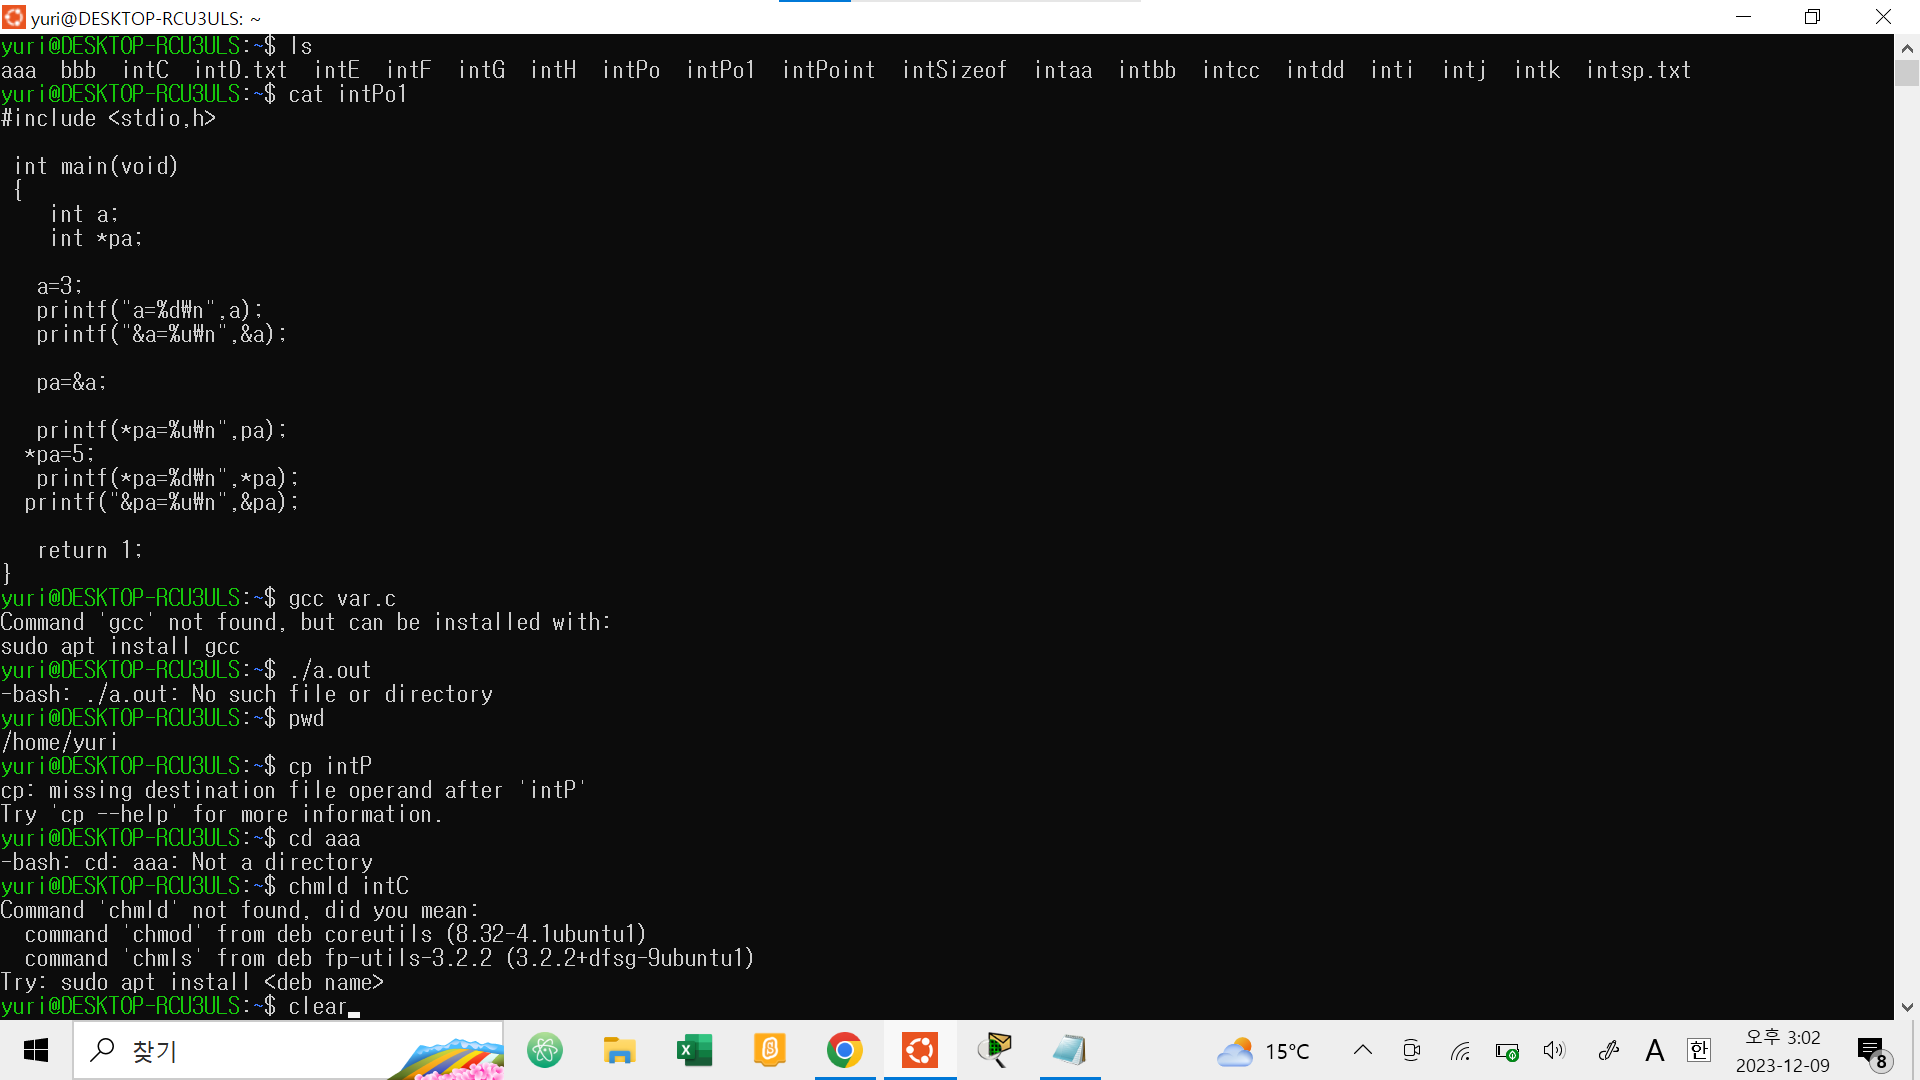 yuri@DESKTOP-RCU3ULS: ~
yuri@DESKTOP-RCU3ULS:~$ ls
aaa  bbb  intC  intD.txt  intE  intF  intG  intH  intPo  intPo1  intPoint  intSizeof  intaa  intbb  intcc  intdd  inti  intj  intk  intsp.txt
yuri@DESKTOP-RCU3ULS:~$ cat intPo1
#include <stdio,h>
int main(void)
{
int a;
int *pa;
a=3;
printf("a=%d₩n",a);
printf("&a=%u₩n",&a);
pa=&a;
printf(*pa=%u₩n",pa);
*pa=5;
printf(*pa=%d₩n",*pa);
printf("&pa=%u₩n",&pa);
return 1;
}
yuri@DESKTOP-RCU3ULS:~$ gcc var.c
Command 'gcc' not found, but can be installed with:
sudo apt install gcc
yuri@DESKTOP-RCU3ULS:~$ ./a.out
-bash: ./a.out: No such file or directory
yuri@DESKTOP-RCU3ULS:~$ pwd
/home/yuri
yuri@DESKTOP-RCU3ULS:~$ cp intP
cp: missing destination file operand after 'intP'
Try 'cp --help' for more information.
yuri@DESKTOP-RCU3ULS:~$ cd aaa
-bash: cd: aaa: Not a directory
yuri@DESKTOP-RCU3ULS:~$ chmld intC
Command 'chmld' not found, did you mean:
command 'chmod' from deb coreutils (8.32-4.1ubuntu1)
command 'chmls' from deb fp-utils-3.2.2 (3.2.2+dfsg-9ubuntu1)
Try: sudo apt install <deb name>
yuri@DESKTOP-RCU3ULS:~$ clear
찾기
15℃
A
한
오후 3:02
2023-12-09
8